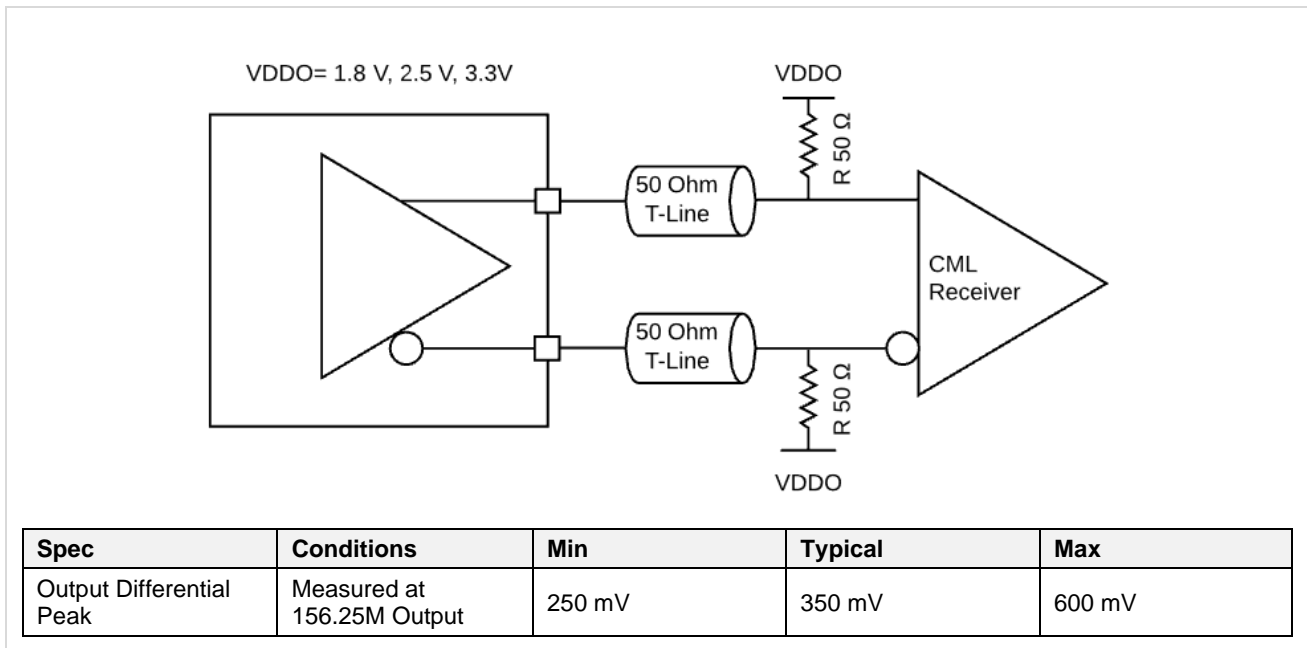 VDDO= 1.8 V, 2.5 V, 3.3V
VDDO
R 50 Ω
50 Ohm
T-Line
CML
Receiver
50 Ohm
T-Line
R 50 Ω
VDDO
Spec Conditions Min Typical Max
Output Differential Peak Measured at 156.25M Output 250 mV 350 mV 600 mV